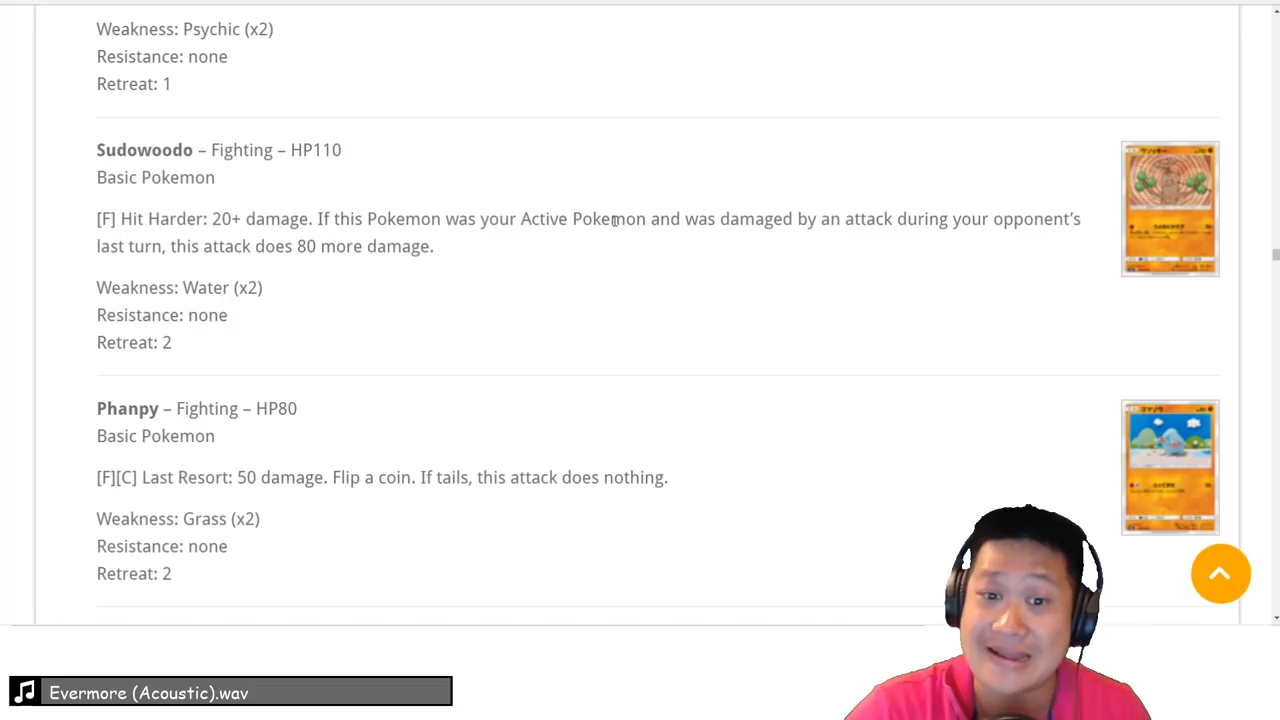 Weakness: Psychic (x2)
Resistance: none
Retreat: 1
Sudowoodo – Fighting – HP110
Basic Pokemon
[F] Hit Harder: 20+ damage. If this Pokemon was your Active Pokemon and was damaged by an attack during your opponent’s
last turn, this attack does 80 more damage.
Weakness: Water (x2)
Resistance: none
Retreat: 2
Phanpy – Fighting – HP80
Basic Pokemon
[F][C] Last Resort: 50 damage. Flip a coin. If tails, this attack does nothing.
Weakness: Grass (x2)
Resistance: none
Retreat: 2
Evermore (Acoustic).wav